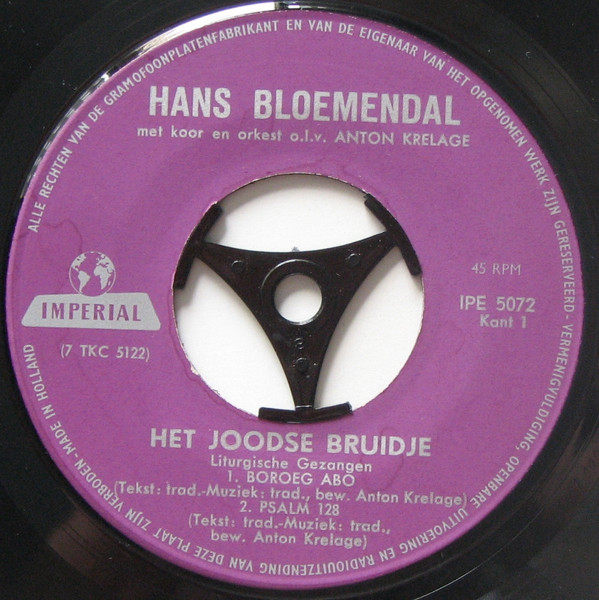 ALLE RECHTEN VAN DE GRAMOFOONPLATENFABRIKANT EN VAN DE EIGENAAR VAN HET OPGENOMEN WERK ZIJN GERESERVEERD- VERMENIGVULDIGING, OPENBARE UITVOERING EN RADIOUITZENDING VAN DEZE PLAAT ZIJN VERBODEN-MADE IN HOLLAND
HANS BLOEMENDAL
met koor en orkest o.l.v. ANTON KRELAGE
45 RPM
IMPERIAL
IPE 5072
Kant 1
(7 TKC 5122)
HET JOODSE BRUIDJE
Liturgische Gezangen
1. BOROEG ABO
(Tekst: trad.-Muziek: trad., bew. Anton Krelage)
2. PSALM 128
(Tekst: trad.-Muziek: trad.,
bew. Anton Krelage)